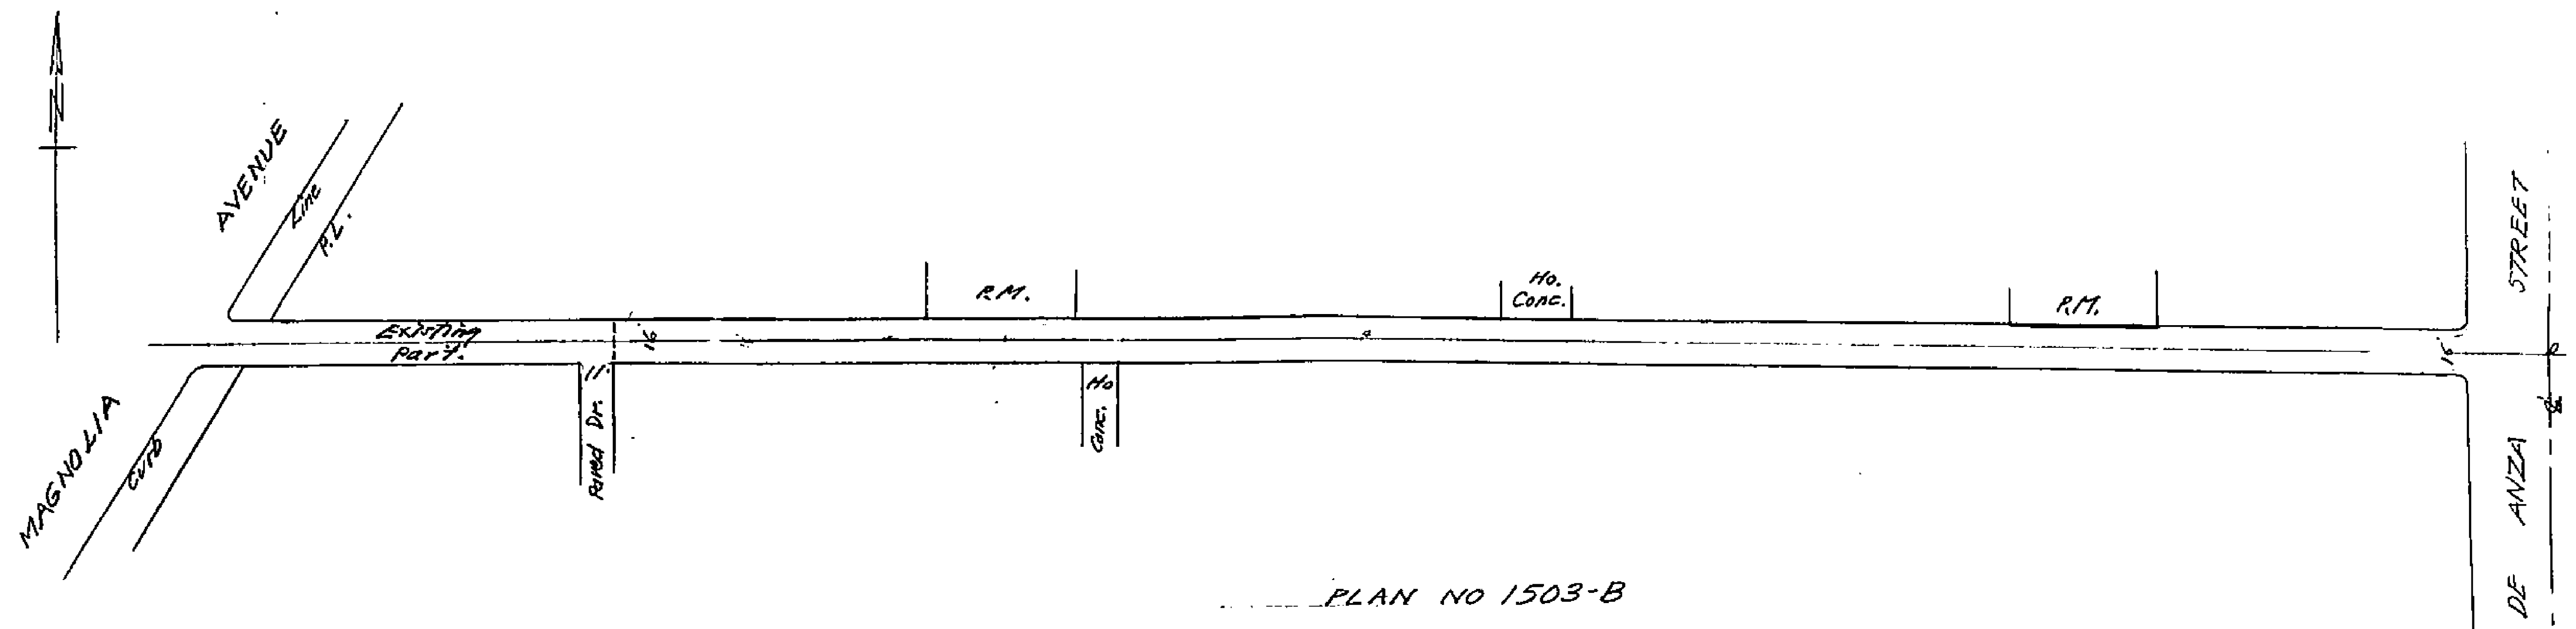 N
AVENUE
Line
P.L.
MAGNOLIA
Curb
Existing
Part.
16'
11'
Paved Dr.
R.M.
Ho
Conc.
Ho.
Conc.
R.M.
16'
STREET
DE ANZA
PLAN NO 1503-B